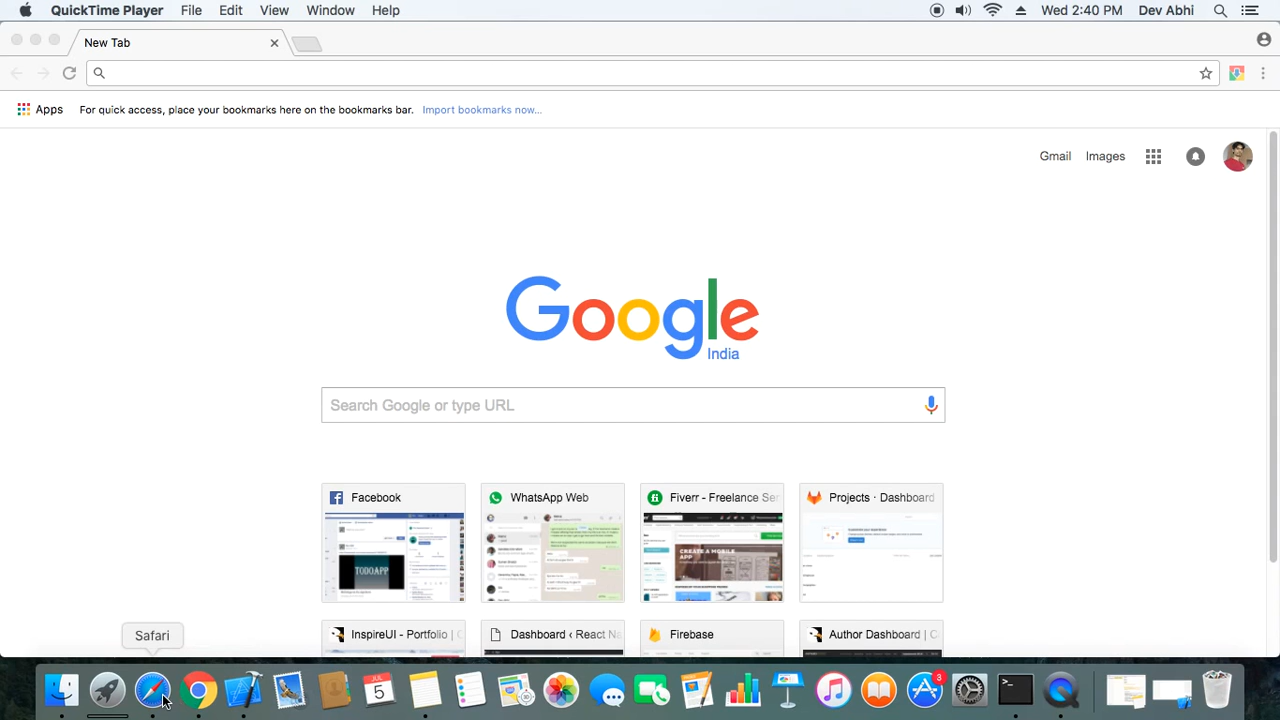 QuickTime Player File Edit View Window Help Wed 2:40 PM Dev Abhi
New Tab
Apps For quick access, place your bookmarks here on the bookmarks bar. Import bookmarks now...
Gmail Images
Google
India
Search Google or type URL
Facebook WhatsApp Web Fiverr - Freelance Ser Projects · Dashboard
CREATE A MOBILE
APP
TODOAPP
InspireUI - Portfolio | C Dashboard ‹ React Na Firebase Author Dashboard | C
Safari
JUL
5
3